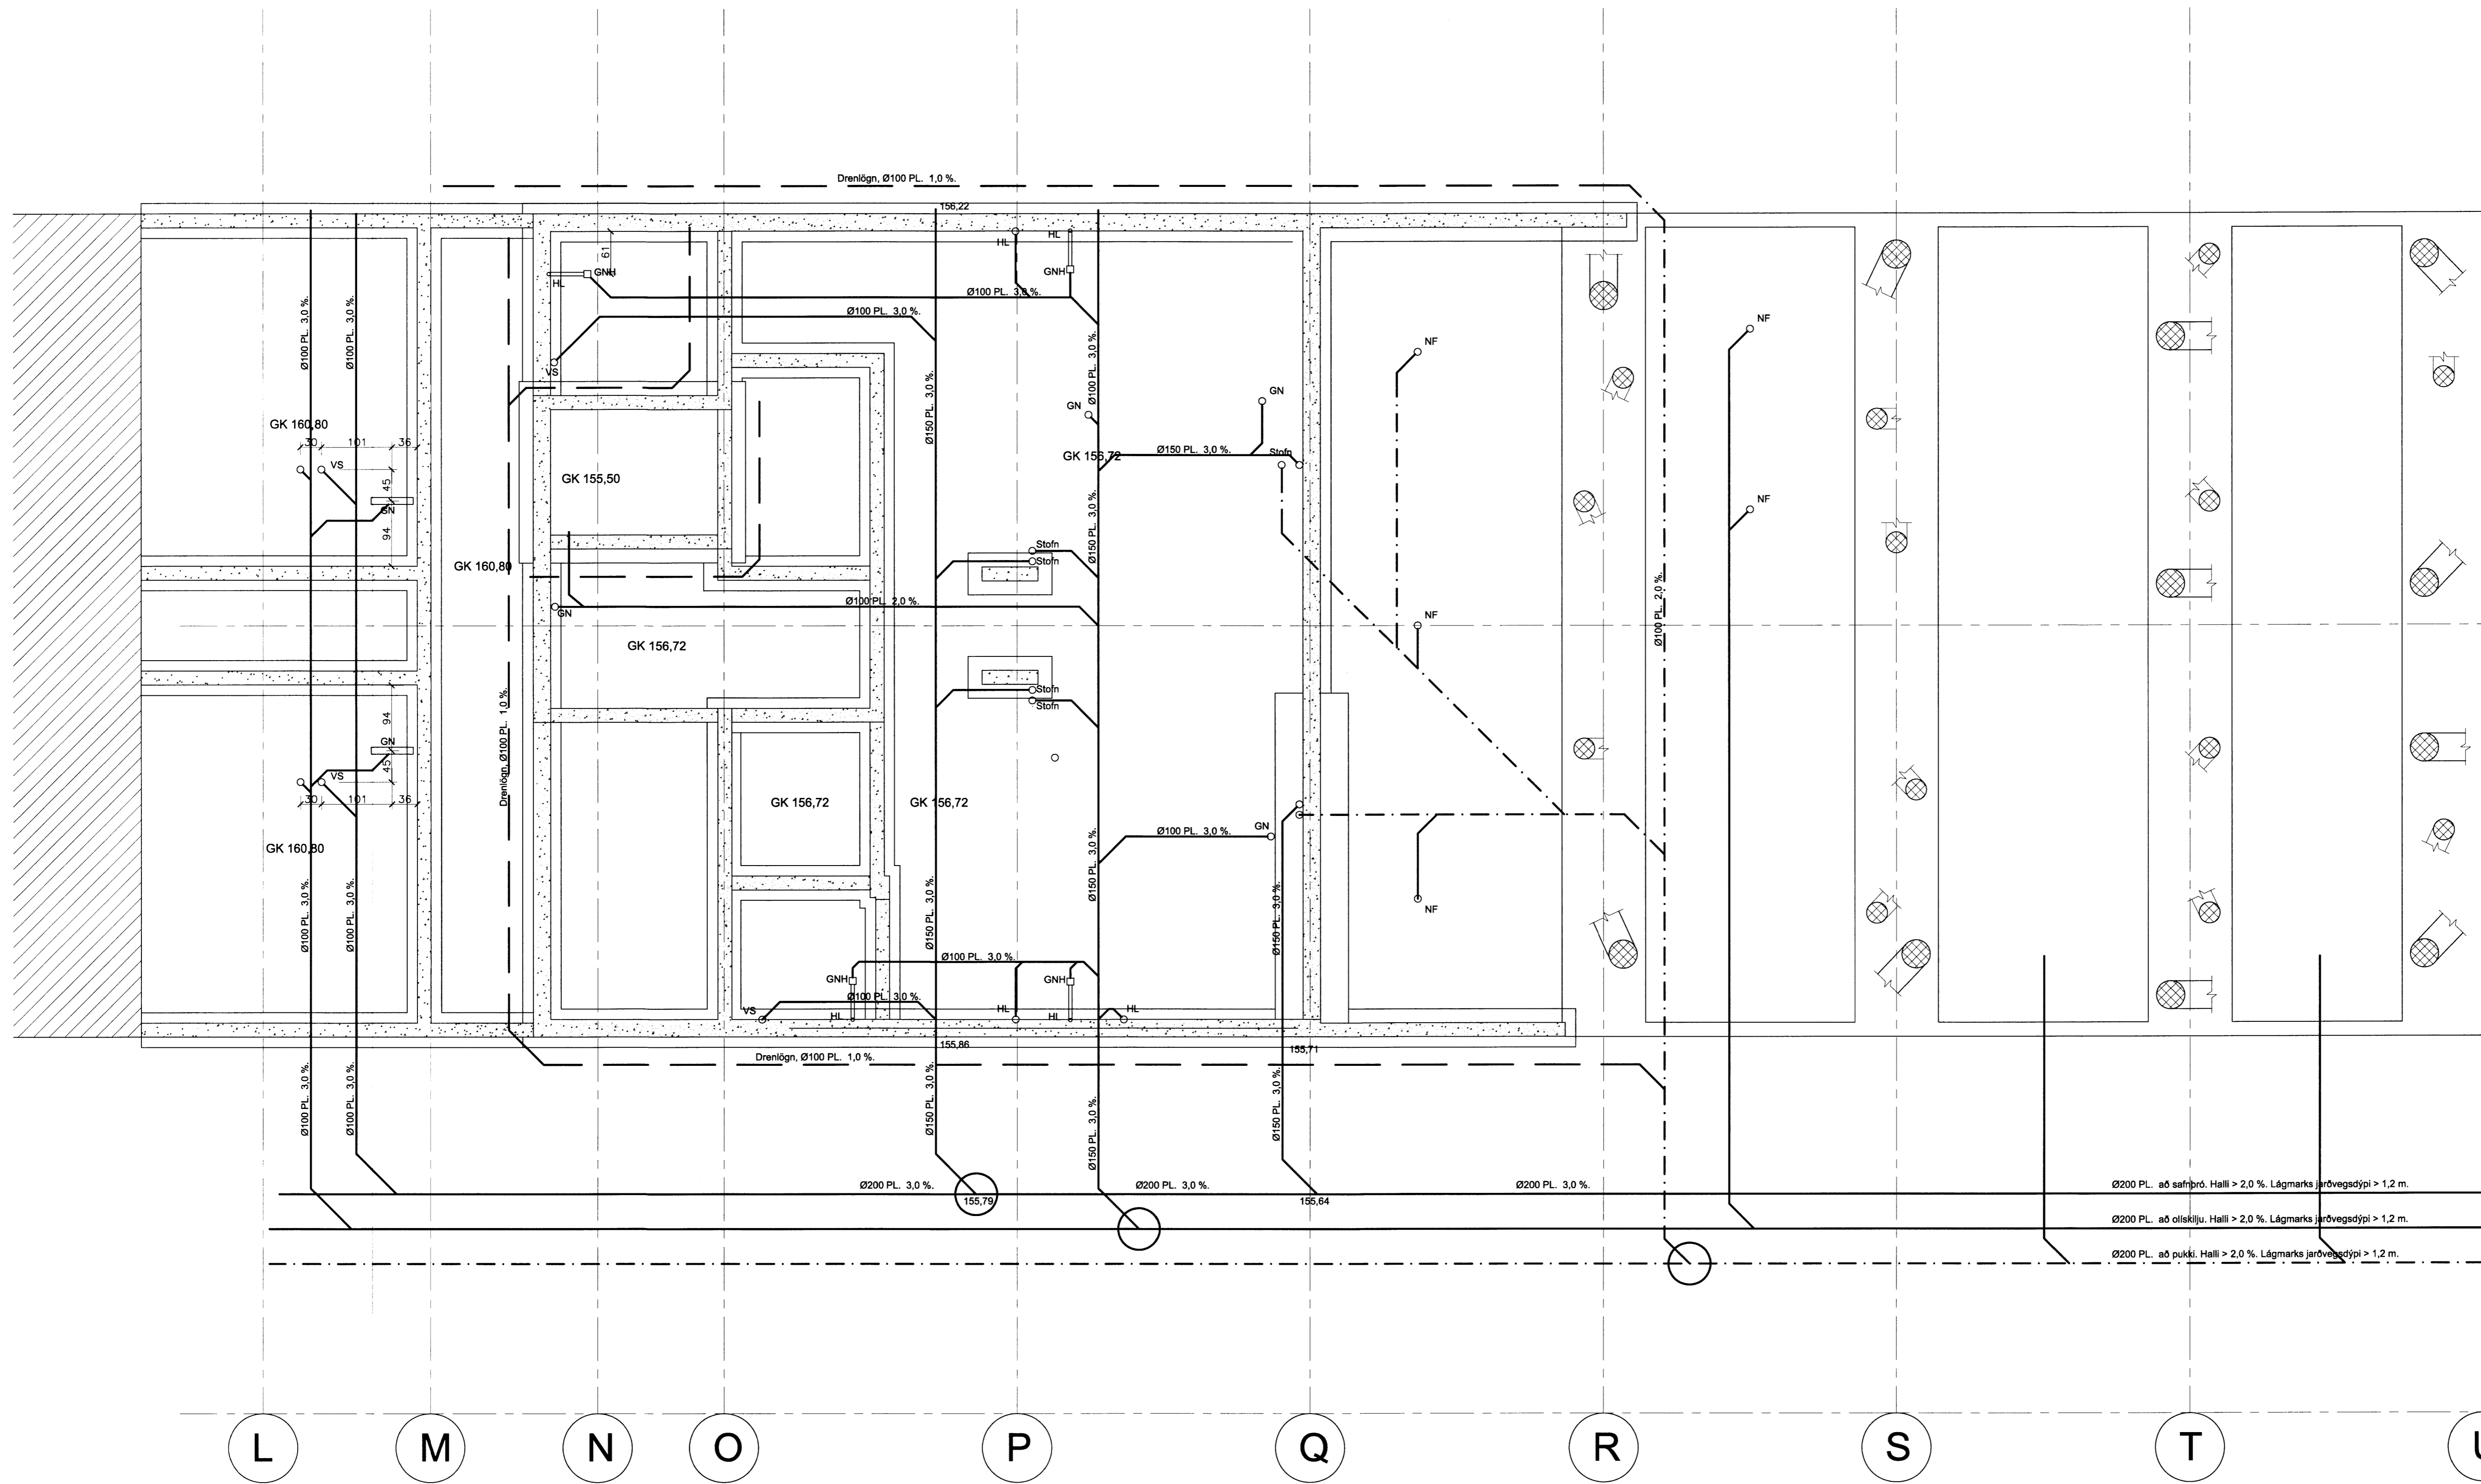 Drenlögn, Ø100 PL. 1,0 %.
156,22
HL
HL
61
GNH
HL
GNH
Ø100 PL. 3,0 %.
Ø100 PL. 3,0 %.
Ø100 PL. 3,0 %.
Ø100 PL. 3,0 %.
Ø100 PL. 3,0 %.
NF
NF
VS
Ø150 PL. 3,0 %.
Ø100 PL. 3,0 %.
GN
GN
GK 160,80
30
101
36
GK 156,72
Ø150 PL. 3,0 %.
Stofn
VS
GK 155,50
45
GN
94
NF
Ø150 PL. 3,0 %.
Stofn
Stofn
GK 160,80
Ø100 PL. 2,0 %.
Ø100 PL. 2,0 %.
GN
NF
GK 156,72
Stofn
Stofn
94
GN
45
VS
Drenlögn, Ø100 PL. 1,0 %.
30
101
36
GK 156,72
GK 156,72
GN
Ø100 PL. 3,0 %.
Ø150 PL. 3,0 %.
GK 160,80
Ø100 PL. 3,0 %.
Ø100 PL. 3,0 %.
Ø150 PL. 3,0 %.
Ø150 PL. 3,0 %.
NF
Ø100 PL. 3,0 %.
GNH
GNH
Ø100 PL. 3,0 %.
VS
HL
HL
HL
HL
155,86
155,71
Drenlögn, Ø100 PL. 1,0 %.
Ø100 PL. 3,0 %.
Ø100 PL. 3,0 %.
Ø150 PL. 3,0 %.
Ø150 PL. 3,0 %.
Ø150 PL. 3,0 %.
Ø200 PL. 3,0 %.
Ø200 PL. 3,0 %.
Ø200 PL. 3,0 %.
Ø200 PL. að safnþró. Halli > 2,0 %. Lágmarks jarðvegsdýpi > 1,2 m.
155,79
155,64
Ø200 PL. að olískilju. Halli > 2,0 %. Lágmarks jarðvegsdýpi > 1,2 m.
Ø200 PL. að pukki. Halli > 2,0 %. Lágmarks jarðvegsdýpi > 1,2 m.
L
M
N
O
P
Q
R
S
T